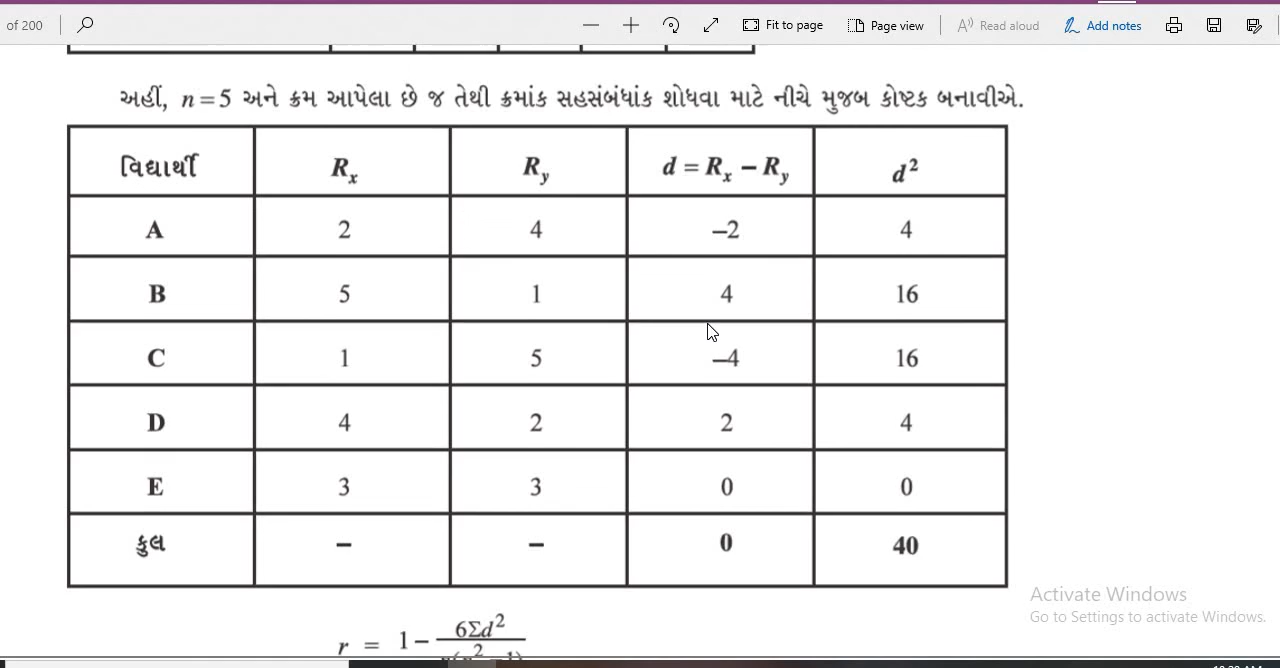 of 200 Fit to page Page view Read aloud Add notes
અહીં, n = 5 અને ક્રમ આપેલા છે જ તેથી ક્રમાંક સહસંબંધાંક શોધવા માટે નીચે મુજબ કોષ્ટક બનાવીએ.
વિદ્યાર્થી Rx Ry d = Rx – Ry d²
A 2 4 –2 4
B 5 1 4 16
C 1 5 –4 16
D 4 2 2 4
E 3 3 0 0
કુલ – – 0 40
Activate Windows
Go to Settings to activate Windows.
r = 1 – 6Σd²